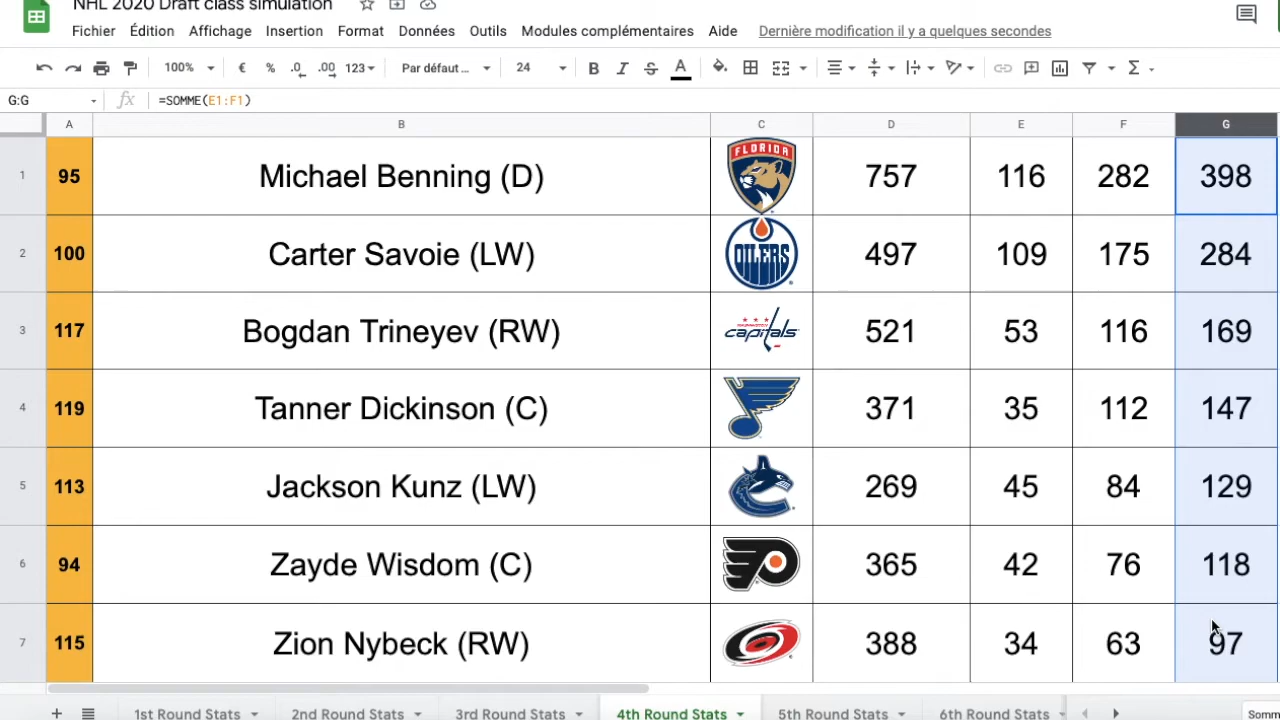 NHL 2020 Draft class simulation
Fichier Édition Affichage Insertion Format Données Outils Modules complémentaires Aide Dernière modification il y a quelques secondes
100% € % .0 .00 123 Par défaut ... 24 B I S A Σ
G:G fx =SOMME(E1:F1)
A B C D E F G
1 95 Michael Benning (D) FLORIDA 757 116 282 398
2 100 Carter Savoie (LW) OILERS 497 109 175 284
3 117 Bogdan Trineyev (RW) capitals 521 53 116 169
4 119 Tanner Dickinson (C) 371 35 112 147
5 113 Jackson Kunz (LW) 269 45 84 129
6 94 Zayde Wisdom (C) 365 42 76 118
7 115 Zion Nybeck (RW) 388 34 63 97
+ 1st Round Stats 2nd Round Stats 3rd Round Stats 4th Round Stats 5th Round Stats 6th Round Stats Somm